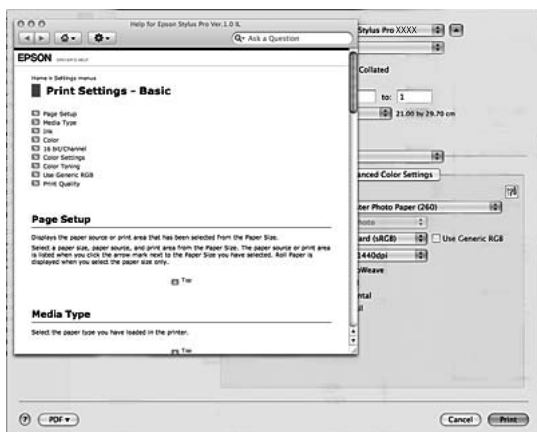 Help for Epson Stylus Pro Ver.1.0 IL
Ask a Question
EPSON
Home > Settings menus
Print Settings - Basic
Page Setup
Media Type
Ink
Color
16 bit/Channel
Color Settings
Color Toning
Use Generic RGB
Print Quality
Page Setup
Displays the paper source or print area that has been selected from the Paper Size.
Select a paper size, paper source, and print area from the Paper Size. The paper source or print area
is listed when you click the arrow mark next to the Paper Size you have selected. Roll Paper is
displayed when you select the paper size only.
Top
Media Type
Select the paper type you have loaded in the printer.
Top
Stylus Pro XXXX
Collated
to: 1
21.00 by 29.70 cm
anced Color Settings
ter Photo Paper (260)
hoto
ard (sRGB)
Use Generic RGB
1440dpi
oWeave
ntal
?
PDF
Cancel
Print